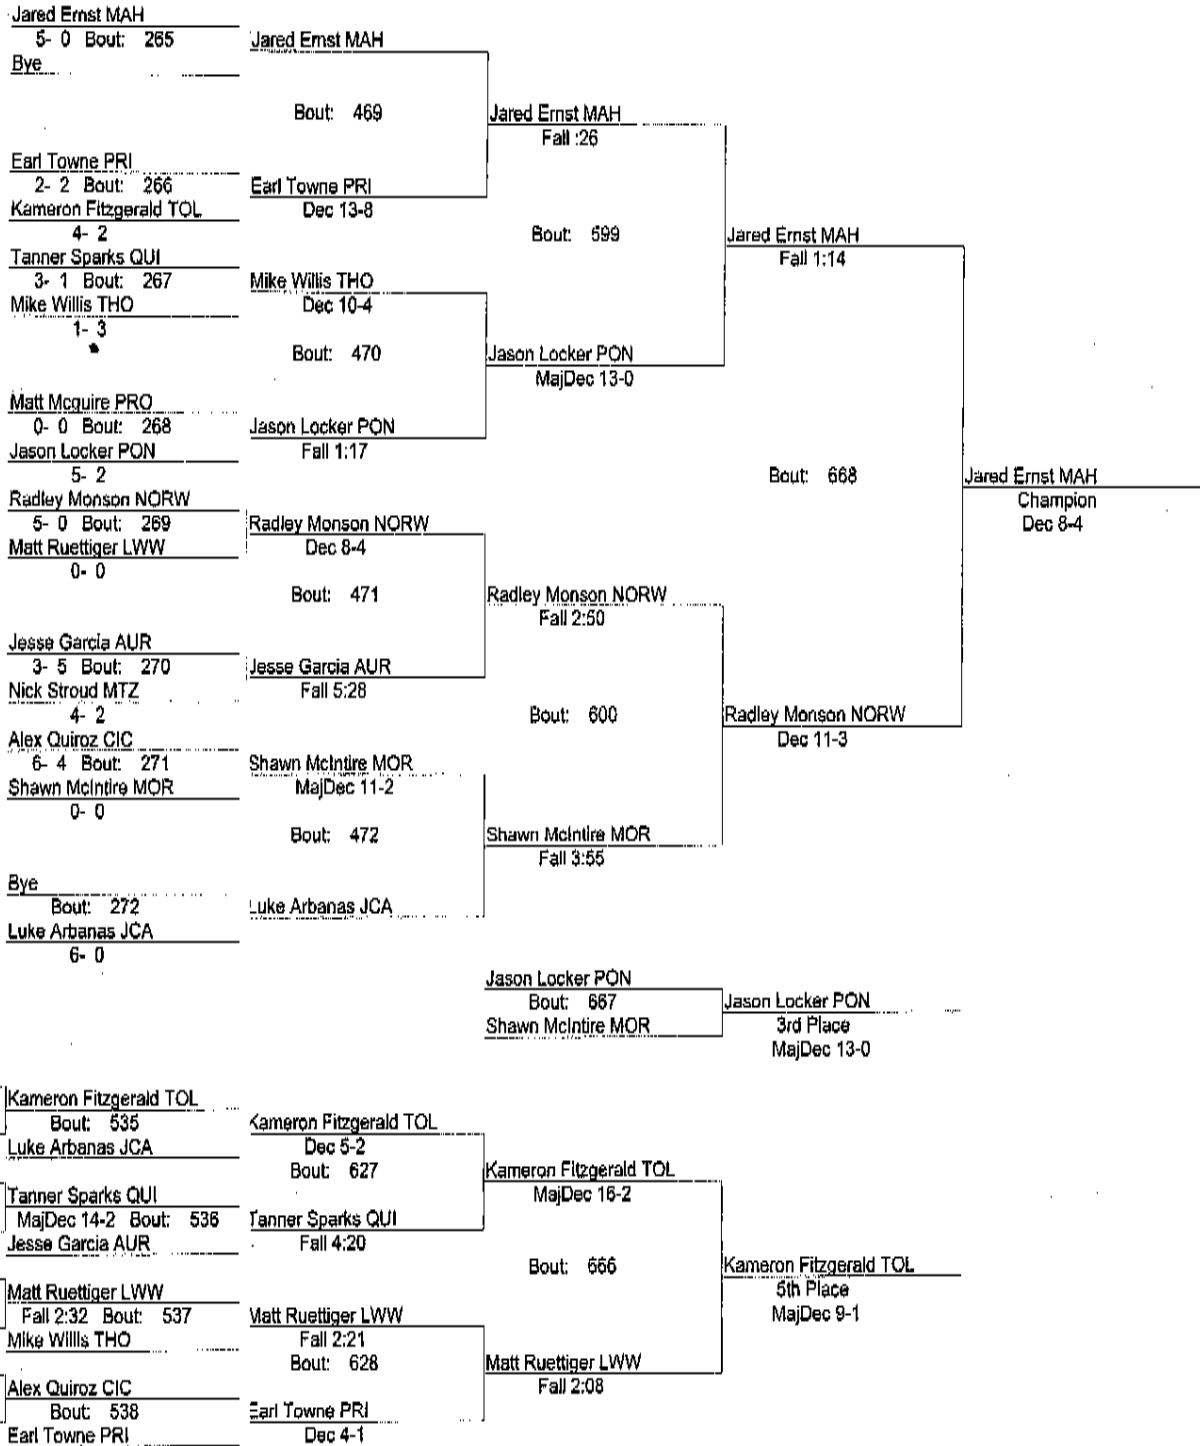 Jared Ernst MAH
5- 0 Bout: 265
Bye
Earl Towne PRI
2- 2 Bout: 266
Kameron Fitzgerald TOL
4- 2
Tanner Sparks QUI
3- 1 Bout: 267
Mike Willis THO
1- 3
Matt Mcguire PRO
0- 0 Bout: 268
Jason Locker PON
5- 2
Radley Monson NORW
5- 0 Bout: 269
Matt Ruettiger LWW
0- 0
Jesse Garcia AUR
3- 5 Bout: 270
Nick Stroud MTZ
4- 2
Alex Quiroz CIC
6- 4 Bout: 271
Shawn McIntire MOR
0- 0
Bye
Bout: 272
Luke Arbanas JCA
6- 0
Jared Ernst MAH
Bout: 469
Earl Towne PRI
Dec 13-8
Mike Willis THO
Dec 10-4
Bout: 470
Jason Locker PON
Fall 1:17
Radley Monson NORW
Dec 8-4
Bout: 471
Jesse Garcia AUR
Fall 5:28
Shawn McIntire MOR
MajDec 11-2
Bout: 472
Luke Arbanas JCA
Jared Ernst MAH
Fall :26
Bout: 599
Jason Locker PON
MajDec 13-0
Radley Monson NORW
Fall 2:50
Bout: 600
Shawn McIntire MOR
Fall 3:55
Jared Ernst MAH
Fall 1:14
Bout: 668
Radley Monson NORW
Dec 11-3
Jared Ernst MAH
Champion
Dec 8-4
Jason Locker PON
Bout: 667
Shawn McIntire MOR
Jason Locker PON
3rd Place
MajDec 13-0
Kameron Fitzgerald TOL
Bout: 535
Luke Arbanas JCA
Tanner Sparks QUI
MajDec 14-2 Bout: 536
Jesse Garcia AUR
Matt Ruettiger LWW
Fall 2:32 Bout: 537
Mike Willis THO
Alex Quiroz CIC
Bout: 538
Earl Towne PRI
Kameron Fitzgerald TOL
Dec 5-2
Bout: 627
Tanner Sparks QUI
Fall 4:20
Matt Ruettiger LWW
Fall 2:21
Bout: 628
Earl Towne PRI
Dec 4-1
Kameron Fitzgerald TOL
MajDec 16-2
Bout: 666
Matt Ruettiger LWW
Fall 2:08
Kameron Fitzgerald TOL
5th Place
MajDec 9-1